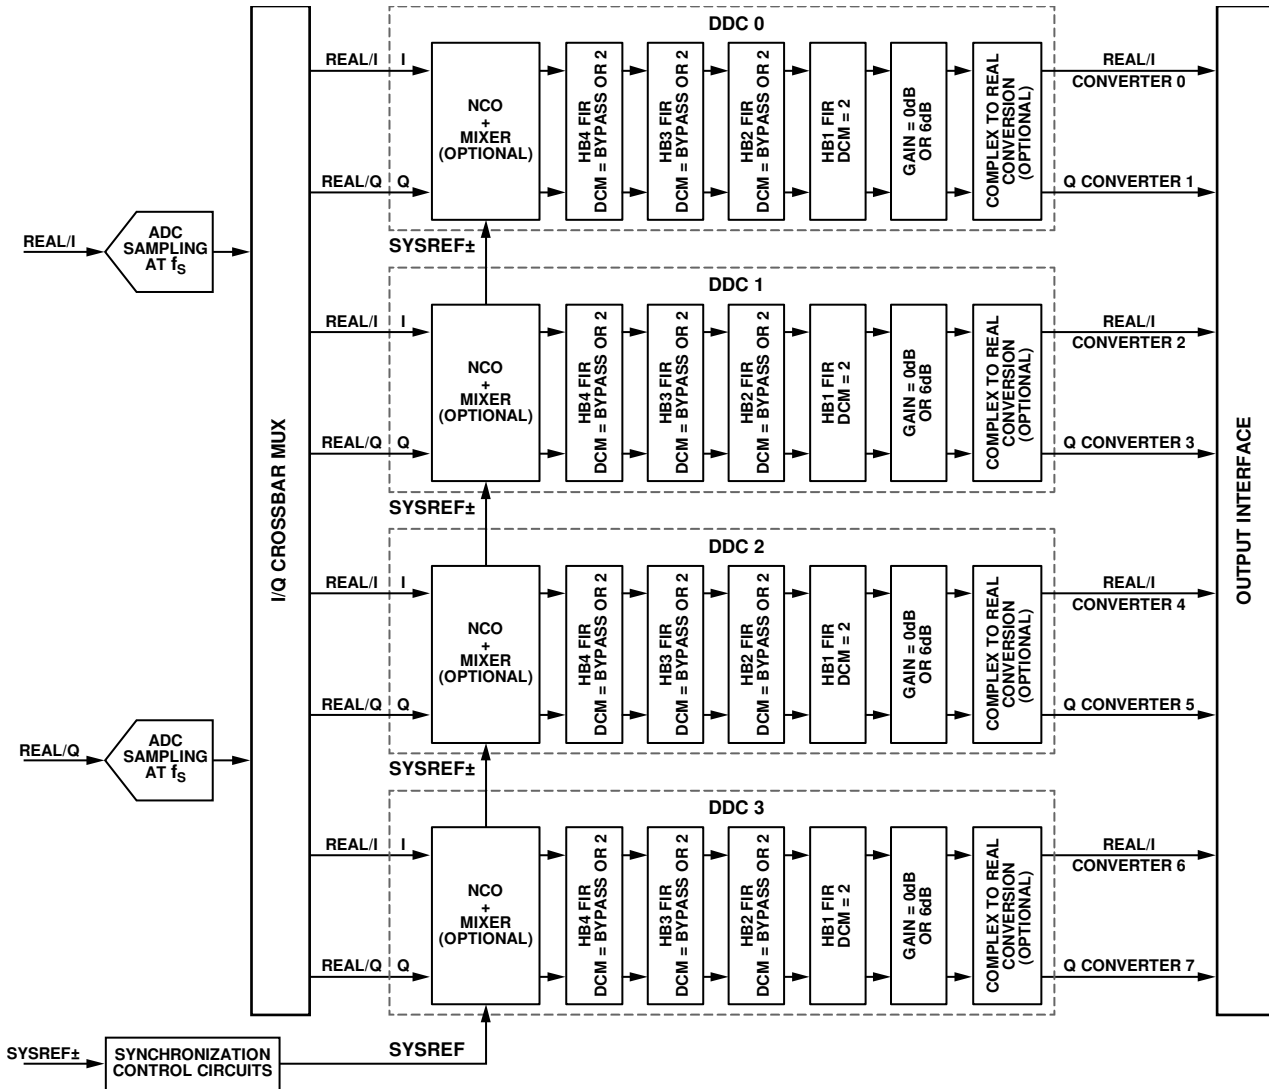 DDC 0
REAL/I I
NCO
+
MIXER
(OPTIONAL)
REAL/Q Q
HB4 FIR
DCM = BYPASS OR 2
HB3 FIR
DCM = BYPASS OR 2
HB2 FIR
DCM = BYPASS OR 2
HB1 FIR
DCM = 2
GAIN = 0dB
OR 6dB
COMPLEX TO REAL
CONVERSION
(OPTIONAL)
REAL/I
CONVERTER 0
Q CONVERTER 1
SYSREF±
REAL/I
ADC
SAMPLING
AT fS
I/Q CROSSBAR MUX
DDC 1
REAL/I I
NCO
+
MIXER
(OPTIONAL)
REAL/Q Q
HB4 FIR
DCM = BYPASS OR 2
HB3 FIR
DCM = BYPASS OR 2
HB2 FIR
DCM = BYPASS OR 2
HB1 FIR
DCM = 2
GAIN = 0dB
OR 6dB
COMPLEX TO REAL
CONVERSION
(OPTIONAL)
REAL/I
CONVERTER 2
Q CONVERTER 3
OUTPUT INTERFACE
SYSREF±
DDC 2
REAL/I I
NCO
+
MIXER
(OPTIONAL)
REAL/Q Q
HB4 FIR
DCM = BYPASS OR 2
HB3 FIR
DCM = BYPASS OR 2
HB2 FIR
DCM = BYPASS OR 2
HB1 FIR
DCM = 2
GAIN = 0dB
OR 6dB
COMPLEX TO REAL
CONVERSION
(OPTIONAL)
REAL/I
CONVERTER 4
Q CONVERTER 5
REAL/Q
ADC
SAMPLING
AT fS
SYSREF±
DDC 3
REAL/I I
NCO
+
MIXER
(OPTIONAL)
REAL/Q Q
HB4 FIR
DCM = BYPASS OR 2
HB3 FIR
DCM = BYPASS OR 2
HB2 FIR
DCM = BYPASS OR 2
HB1 FIR
DCM = 2
GAIN = 0dB
OR 6dB
COMPLEX TO REAL
CONVERSION
(OPTIONAL)
REAL/I
CONVERTER 6
Q CONVERTER 7
SYSREF±
SYNCHRONIZATION
CONTROL CIRCUITS
SYSREF